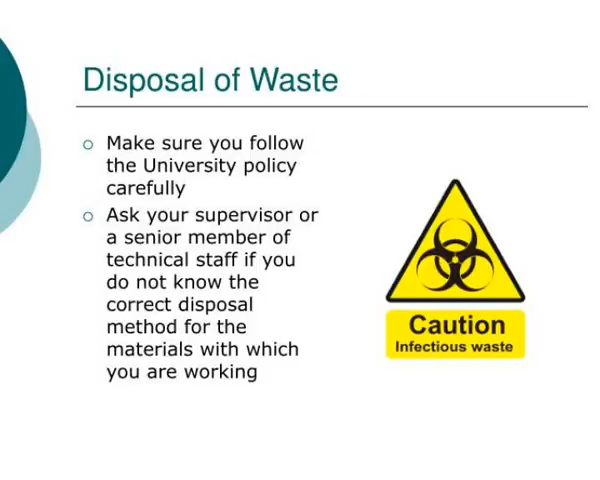 Disposal of Waste
Make sure you follow
the University policy
carefully
Ask your supervisor or
a senior member of
technical staff if you
do not know the
correct disposal
method for the
materials with which
you are working
Caution
Infectious waste